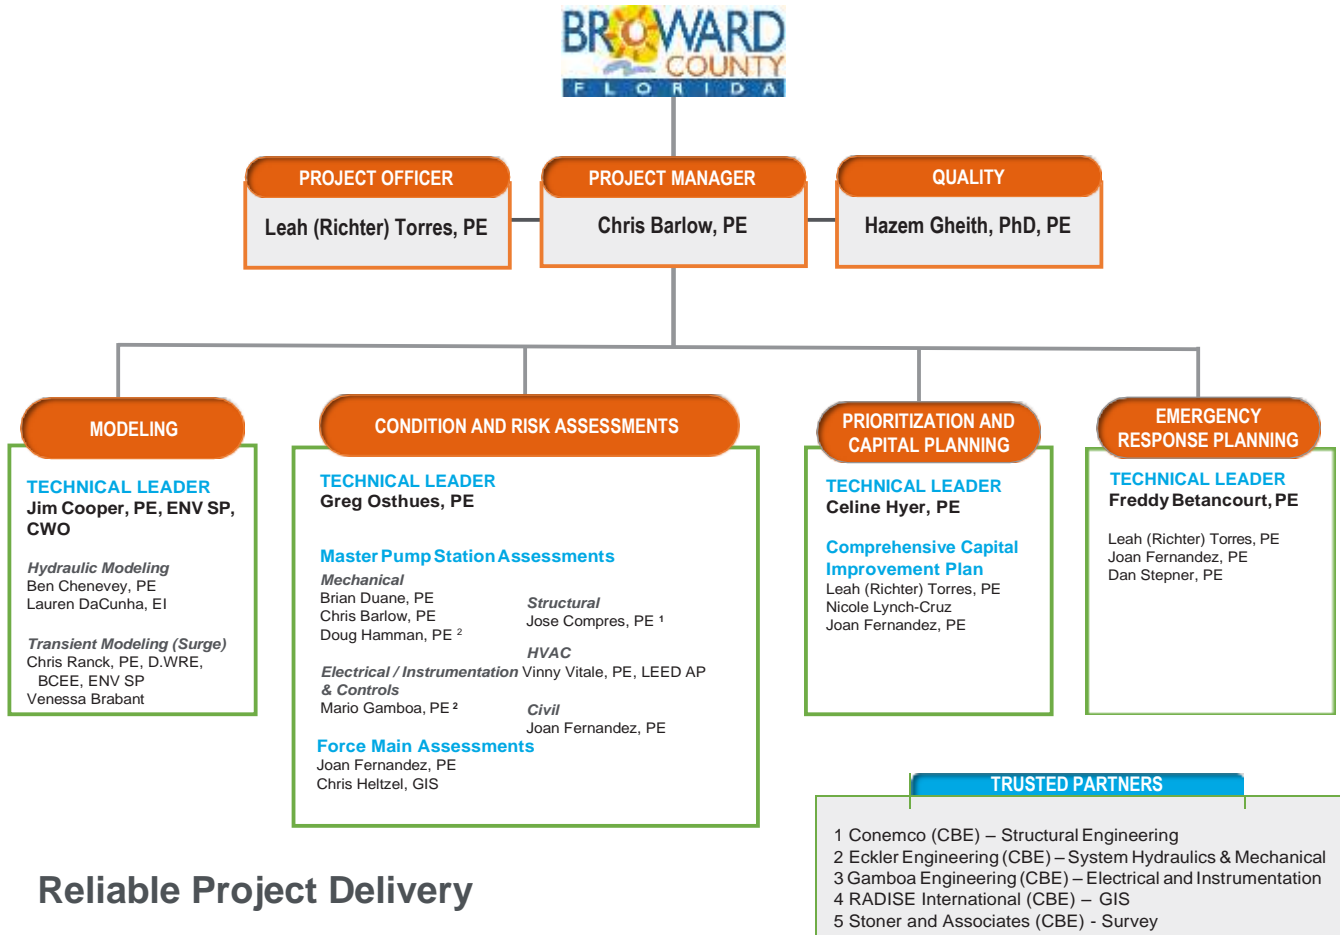 BROWARD
COUNTY
FLORIDA
PROJECT OFFICER
Leah (Richter) Torres, PE
PROJECT MANAGER
Chris Barlow, PE
QUALITY
Hazem Gheith, PhD, PE
MODELING
TECHNICAL LEADER
Jim Cooper, PE, ENV SP,
CWO
Hydraulic Modeling
Ben Chenevey, PE
Lauren DaCunha, EI
Transient Modeling (Surge)
Chris Ranck, PE, D.WRE,
BCEE, ENV SP
Venessa Brabant
CONDITION AND RISK ASSESSMENTS
TECHNICAL LEADER
Greg Osthues, PE
Master Pump Station Assessments
Mechanical
Brian Duane, PE
Chris Barlow, PE
Doug Hamman, PE ²
Electrical / Instrumentation
& Controls
Mario Gamboa, PE ²
Structural
Jose Compres, PE ¹
HVAC
Vinny Vitale, PE, LEED AP
Civil
Joan Fernandez, PE
Force Main Assessments
Joan Fernandez, PE
Chris Heltzel, GIS
PRIORITIZATION AND
CAPITAL PLANNING
TECHNICAL LEADER
Celine Hyer, PE
Comprehensive Capital
Improvement Plan
Leah (Richter) Torres, PE
Nicole Lynch-Cruz
Joan Fernandez, PE
EMERGENCY
RESPONSE PLANNING
TECHNICAL LEADER
Freddy Betancourt, PE
Leah (Richter) Torres, PE
Joan Fernandez, PE
Dan Stepner, PE
TRUSTED PARTNERS
1 Conemco (CBE) – Structural Engineering
2 Eckler Engineering (CBE) – System Hydraulics & Mechanical
3 Gamboa Engineering (CBE) – Electrical and Instrumentation
4 RADISE International (CBE) – GIS
5 Stoner and Associates (CBE) - Survey
Reliable Project Delivery